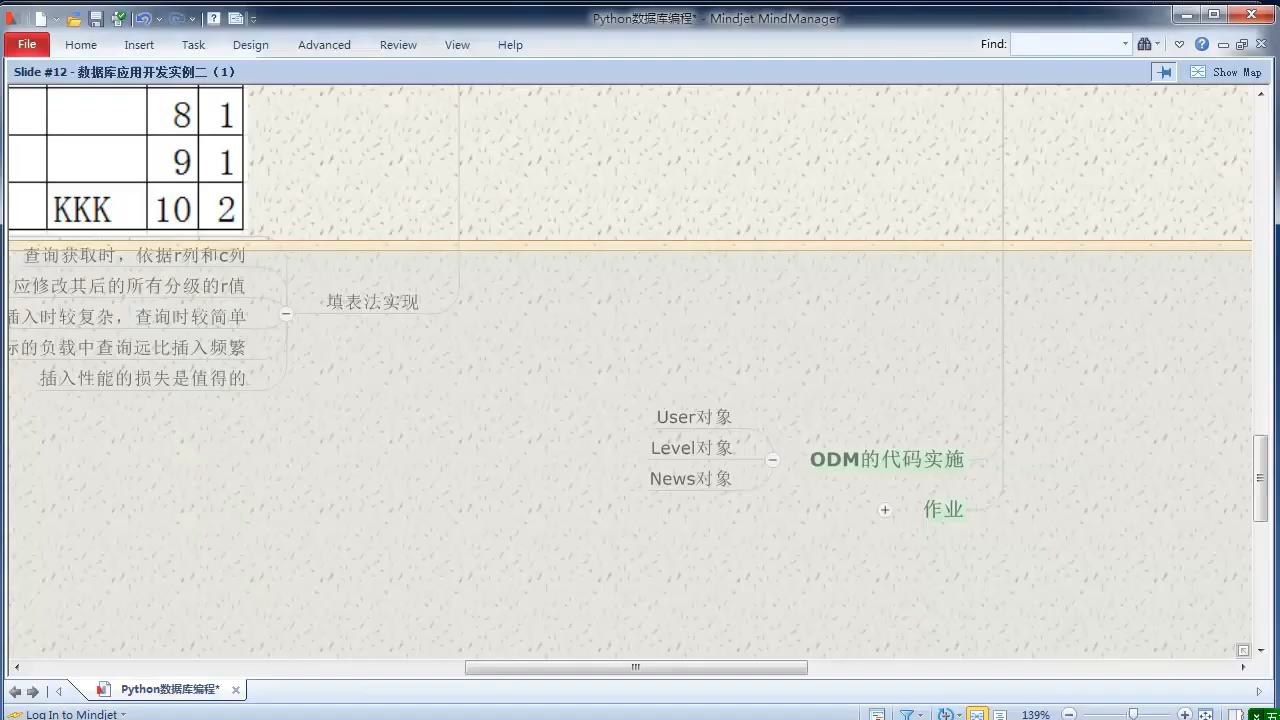 Python数据库编程* - Mindjet MindManager
File Home Insert Task Design Advanced Review View Help Find:
Slide #12 - 数据库应用开发实例二（1） Show Map
8 1
9 1
KKK 10 2
查询获取时，依据r列和c列
应修改其后的所有分级的r值
插入时较复杂，查询时较简单
标的负载中查询远比插入频繁
插入性能的损失是值得的
填表法实现
User对象
Level对象
News对象
ODM的代码实施
作业
Python数据库编程*
Log In to Mindjet 139%